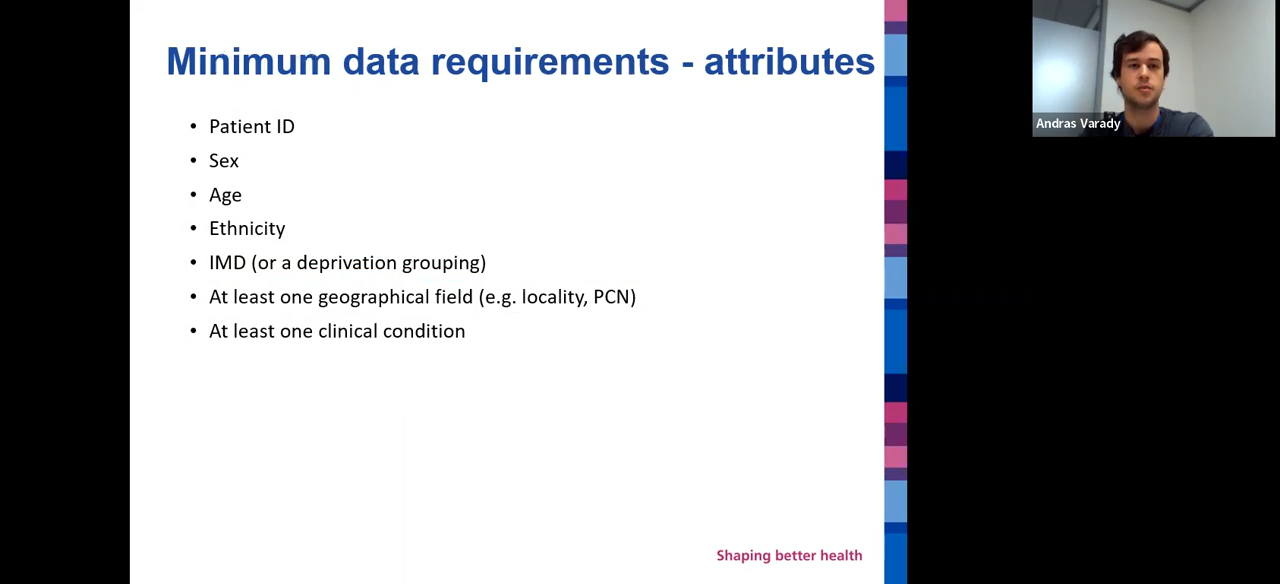 Minimum data requirements - attributes
• Patient ID
• Sex
• Age
• Ethnicity
• IMD (or a deprivation grouping)
• At least one geographical field (e.g. locality, PCN)
• At least one clinical condition
Shaping better health
Andras Varady